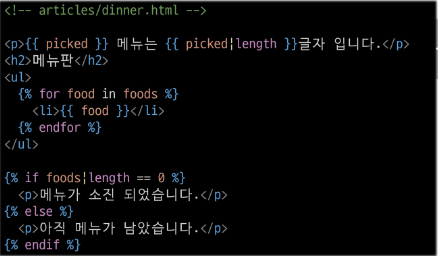 <!-- articles/dinner.html -->
<p>{{ picked }} 메뉴는 {{ picked|length }}글자 입니다.</p>
<h2>메뉴판</h2>
<ul>
{% for food in foods %}
<li>{{ food }}</li>
{% endfor %}
</ul>
{% if foods|length == 0 %}
<p>메뉴가 소진 되었습니다.</p>
{% else %}
<p>아직 메뉴가 남았습니다.</p>
{% endif %}